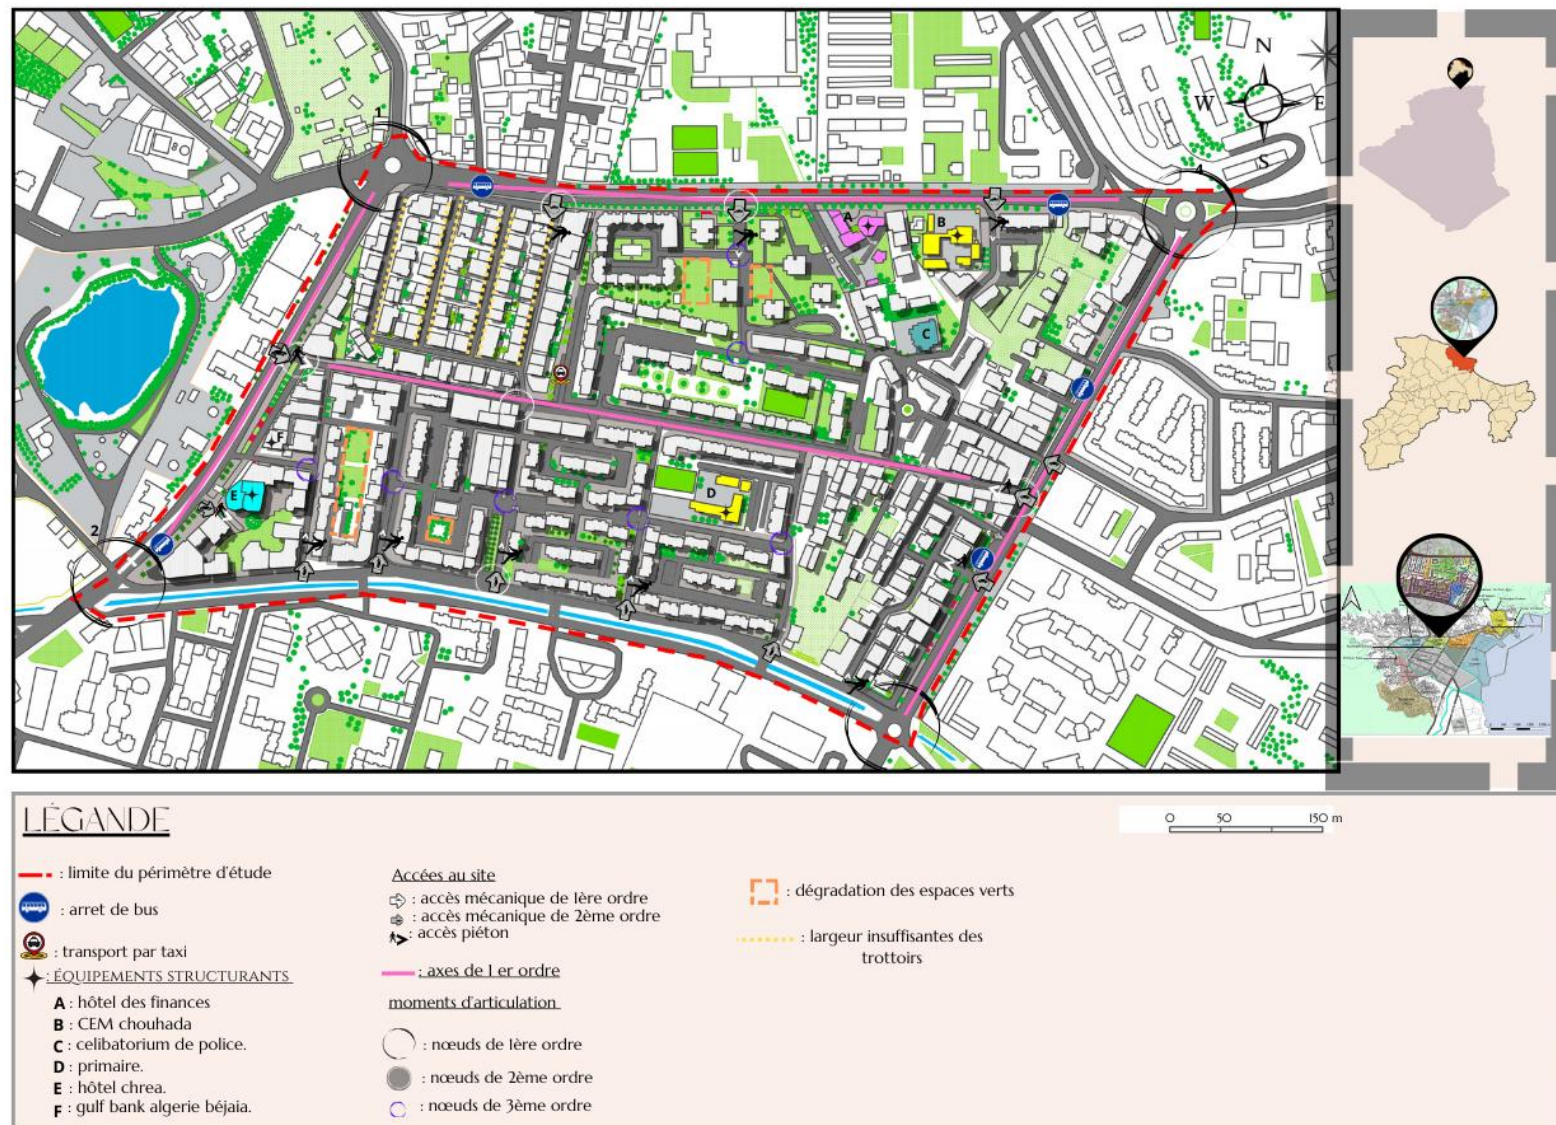 N
W
E
S
1
4
2
A
B
C
D
E
F
LÉGANDE
0 50 150 m
: limite du périmètre d'étude
: arret de bus
: transport par taxi
: ÉQUIPEMENTS STRUCTURANTS
A : hôtel des finances
B : CEM chouhada
C : celibatorium de police.
D : primaire.
E : hôtel chrea.
F : gulf bank algerie béjaia.
Accées au site
: accès mécanique de 1ère ordre
: accès mécanique de 2ème ordre
: accès piéton
: axes de 1 er ordre
moments d'articulation
: nœuds de 1ère ordre
: nœuds de 2ème ordre
: nœuds de 3ème ordre
: dégradation des espaces verts
: largeur insuffisantes des
trottoirs